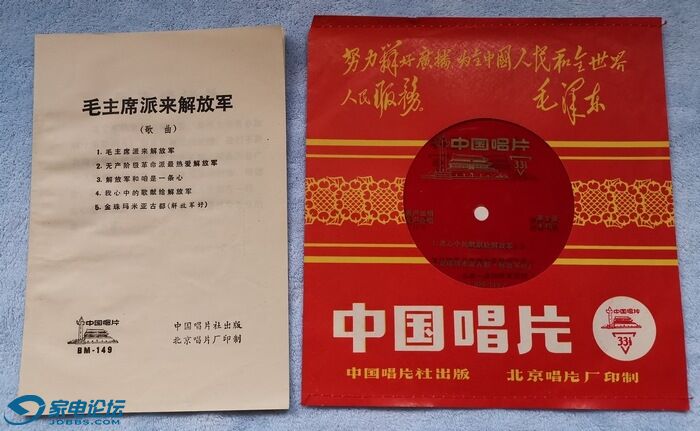 毛主席派来解放军
(歌曲)
1. 毛主席派来解放军
2. 无产阶级革命派最热爱解放军
3. 解放军和咱是一条心
4. 我心中的歌献给解放军
5. 金珠玛米亚古都(解放军好)
中国唱片
BM-149
中国唱片社出版
北京唱片厂印制
努力办好广播，为全中国人民和全世界
人民服务。
毛泽东
中国唱片
33⅓
中国唱片
33⅓
中国唱片社出版
北京唱片厂印制
家电论坛
JDBBS.COM